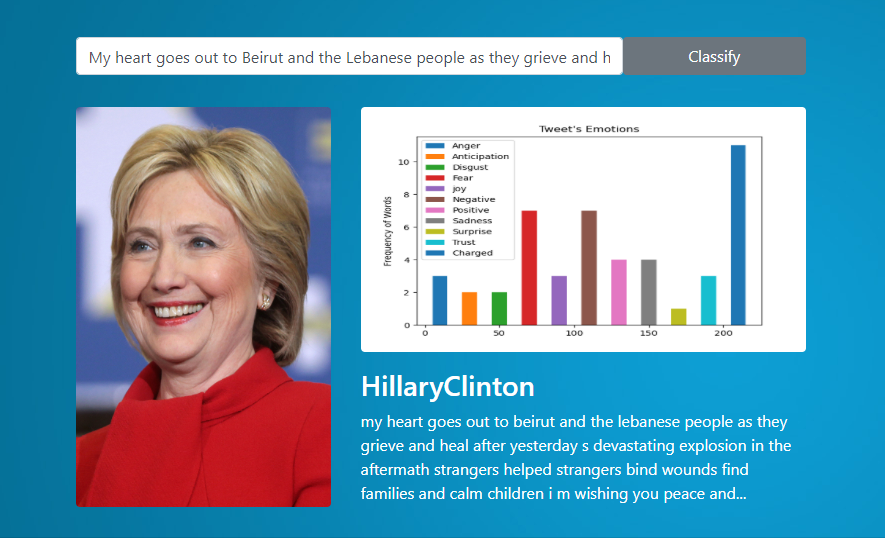 My heart goes out to Beirut and the Lebanese people as they grieve and h
Classify
Tweet's Emotions
Frequency of Words
10
8
6
4
2
0
Anger
Anticipation
Disgust
Fear
joy
Negative
Positive
Sadness
Surprise
Trust
Charged
0 50 100 150 200
HillaryClinton
my heart goes out to beirut and the lebanese people as they
grieve and heal after yesterday s devastating explosion in the
aftermath strangers helped strangers bind wounds find
families and calm children i m wishing you peace and...